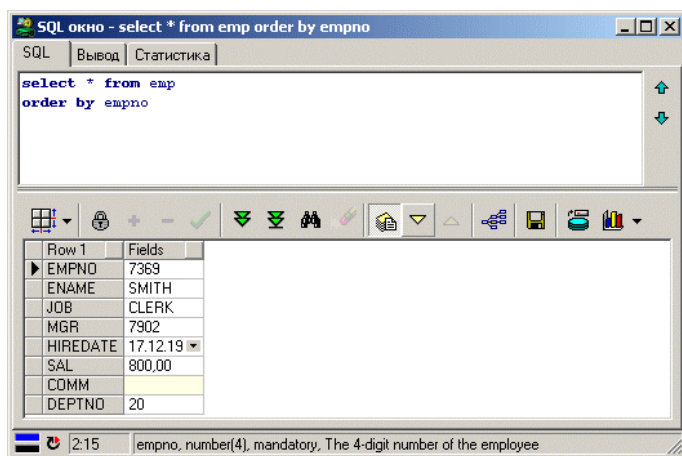 SQL окно - select * from emp order by empno
SQL Вывод Статистика
select * from emp
order by empno
Row 1 Fields
EMPNO 7369
ENAME SMITH
JOB CLERK
MGR 7902
HIREDATE 17.12.19
SAL 800,00
COMM
DEPTNO 20
2:15 empno, number(4), mandatory, The 4-digit number of the employee